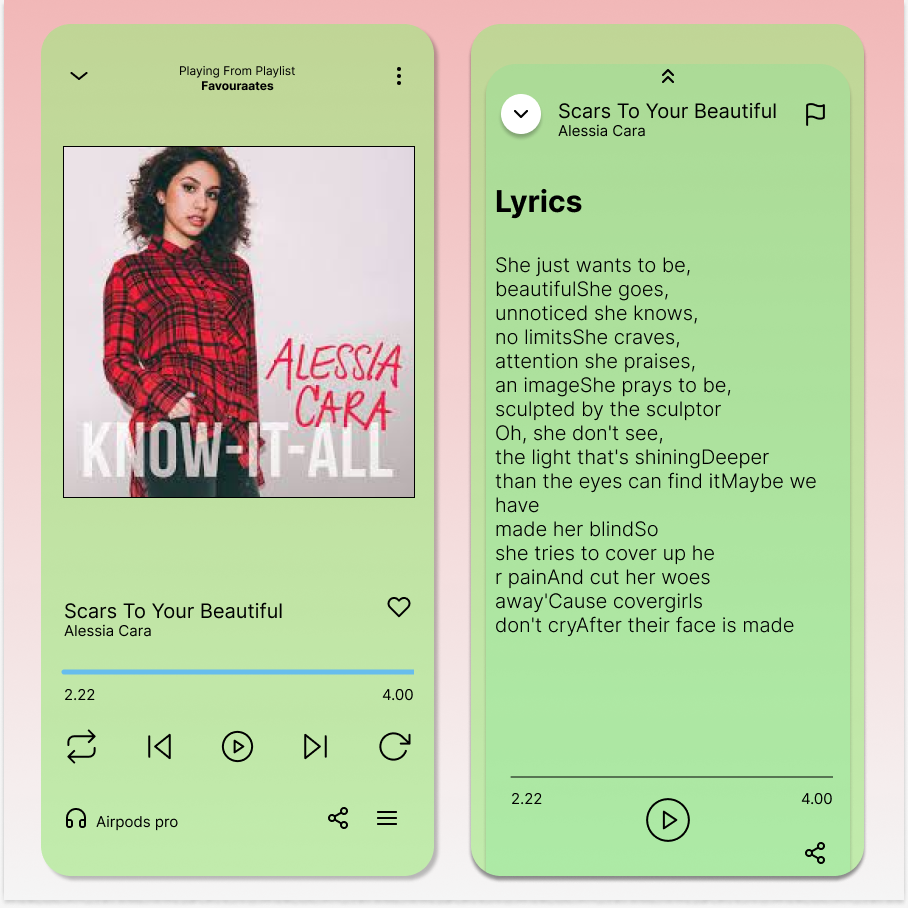 Playing From Playlist
Favouraates
ALESSIA
CARA
KNOW-IT-ALL
Scars To Your Beautiful
Alessia Cara
2.22
4.00
Airpods pro
Scars To Your Beautiful
Alessia Cara
Lyrics
She just wants to be,
beautifulShe goes,
unnoticed she knows,
no limitsShe craves,
attention she praises,
an imageShe prays to be,
sculpted by the sculptor
Oh, she don't see,
the light that's shiningDeeper
than the eyes can find itMaybe we
have
made her blindSo
she tries to cover up he
r painAnd cut her woes
away'Cause covergirls
don't cryAfter their face is made
2.22
4.00